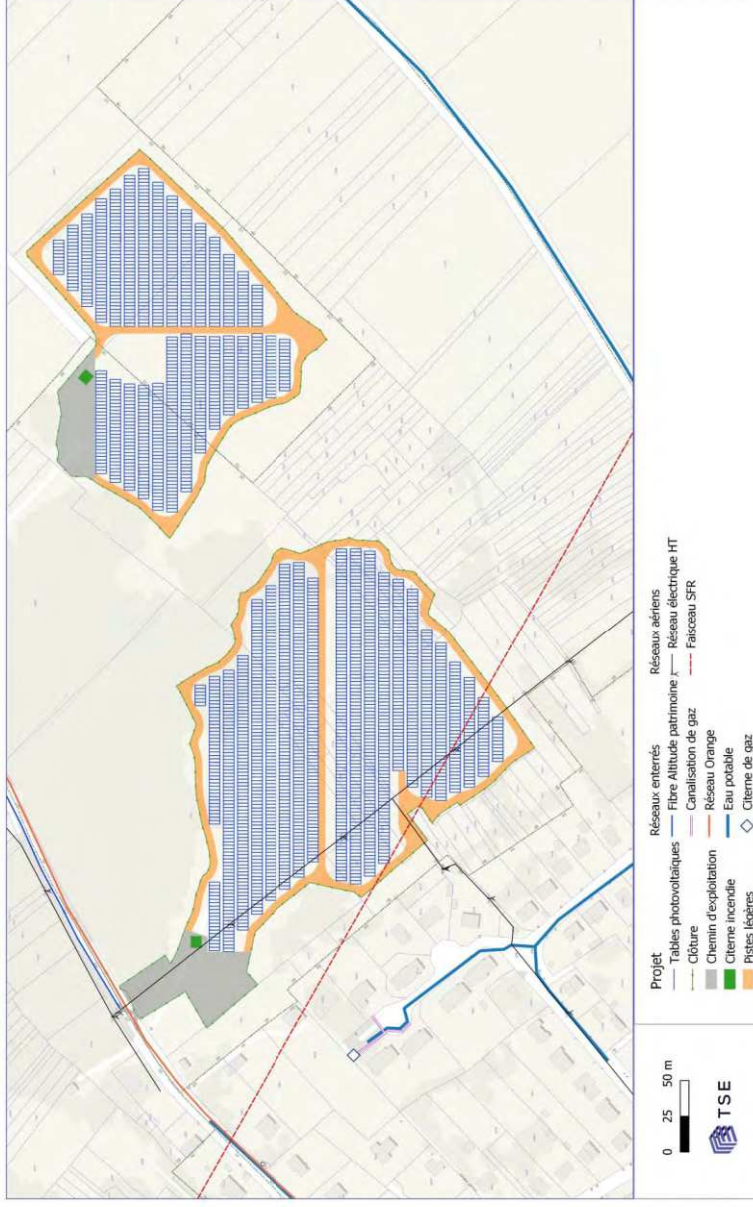 Projet
Tables photovoltaïques
Clôture
Chemin d'exploitation
Citerne incendie
Pistes légères
Réseaux enterrés
Fibre Altitude patrimoine
Canalisation de gaz
Réseau Orange
Eau potable
Citerne de gaz
Réseaux aériens
Réseau électrique HT
Faisceau SFR
0 25 50 m
TSE